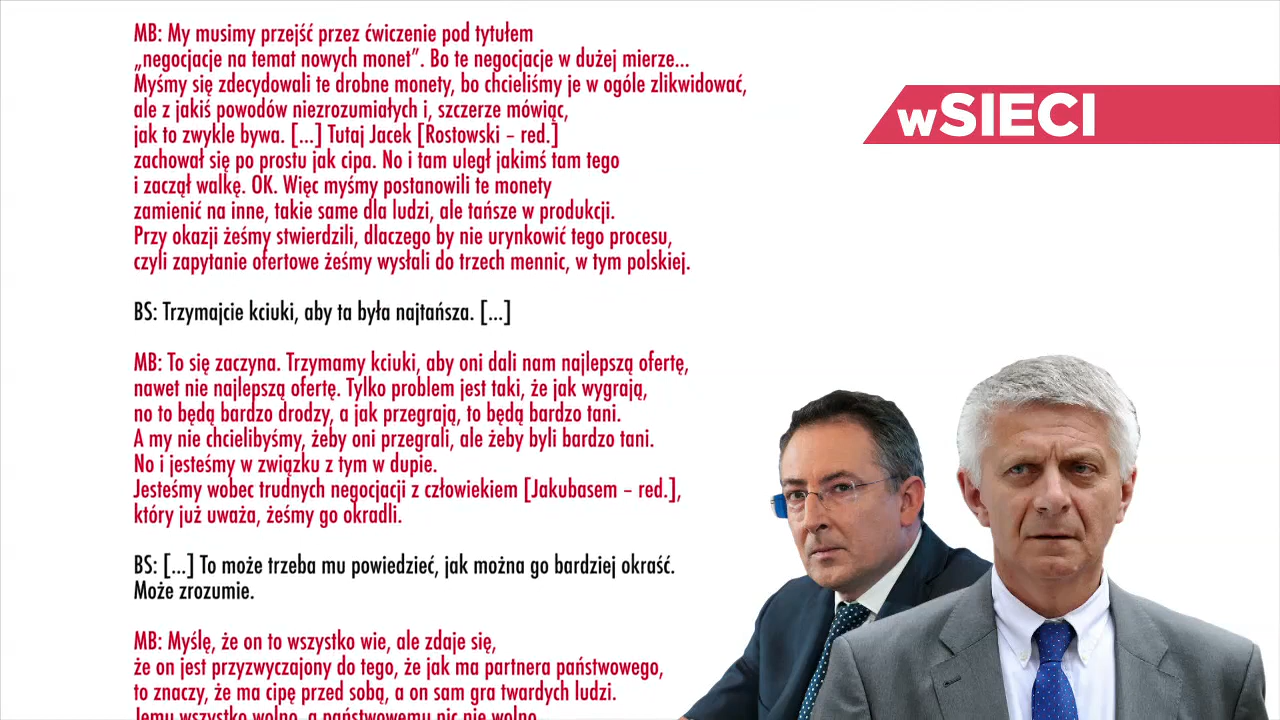 MB: My musimy przejść przez ćwiczenie pod tytułem
„negocjacje na temat nowych monet”. Bo te negocjacje w dużej mierze...
Myśmy się zdecydowali te drobne monety, bo chcieliśmy je w ogóle zlikwidować,
ale z jakiś powodów niezrozumiałych i, szczerze mówiąc,
jak to zwykle bywa. [...] Tutaj Jacek [Rostowski – red.]
zachował się po prostu jak cipa. No i tam uległ jakimś tam tego
i zaczął walkę. OK. Więc myśmy postanowili te monety
zamienić na inne, takie same dla ludzi, ale tańsze w produkcji.
Przy okazji żeśmy stwierdzili, dlaczego by nie urynkowić tego procesu,
czyli zapytanie ofertowe żeśmy wysłali do trzech mennic, w tym polskiej.
BS: Trzymajcie kciuki, aby ta była najtańsza. [...]
MB: To się zaczyna. Trzymamy kciuki, aby oni dali nam najlepszą ofertę,
nawet nie najlepszą ofertę. Tylko problem jest taki, że jak wygrają,
no to będą bardzo drodzy, a jak przegrają, to będą bardzo tani.
A my nie chcielibyśmy, żeby oni przegrali, ale żeby byli bardzo tani.
No i jesteśmy w związku z tym w dupie.
Jesteśmy wobec trudnych negocjacji z człowiekiem [Jakubasem – red.],
który już uważa, żeśmy go okradli.
BS: [...] To może trzeba mu powiedzieć, jak można go bardziej okraść.
Może zrozumie.
MB: Myślę, że on to wszystko wie, ale zdaje się,
że on jest przyzwyczajony do tego, że jak ma partnera państwowego,
to znaczy, że ma cipę przed sobą, a on sam gra twardych ludzi.
Jemu wszystko wolno, a państwowemu nic nie wolno.
wSIECI